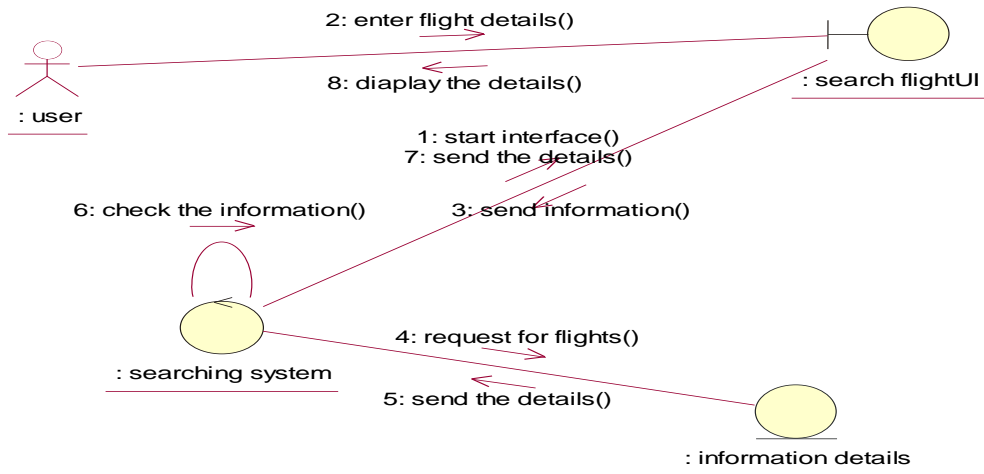 2: enter flight details()
8: diaplay the details()
: search flightUI
: user
1: start interface()
7: send the details()
6: check the information()
3: send information()
4: request for flights()
: searching system
5: send the details()
: information details